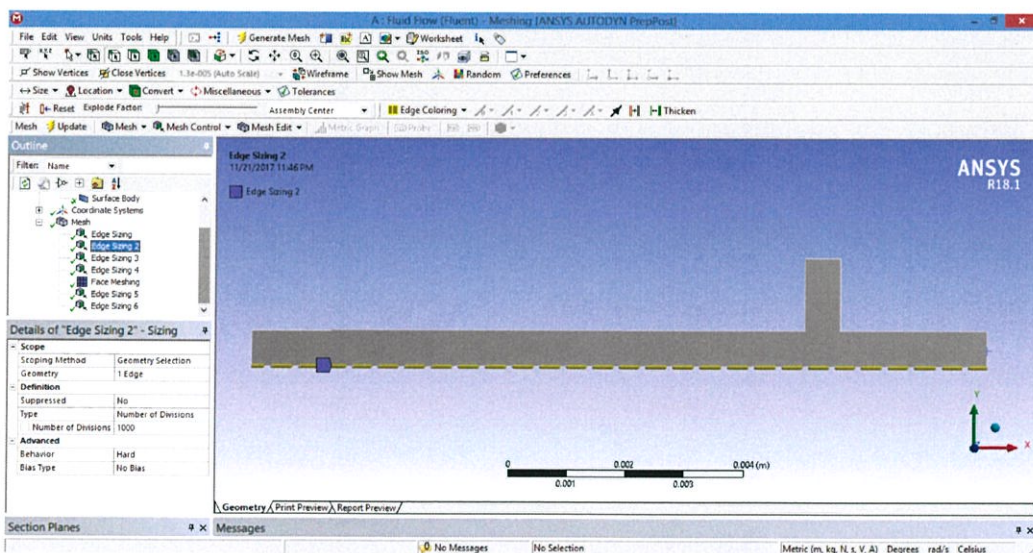 A : Fluid Flow (Fluent) - Meshing [ANSYS AUTODYN PrepPost]
File Edit View Units Tools Help Generate Mesh Worksheet
Show Vertices Close Vertices 1.3e-005 (Auto Scale) Wireframe Show Mesh Random Preferences
Size Location Convert Miscellaneous Tolerances
Reset Explode Factor: Assembly Center Edge Coloring Thicken
Mesh Update Mesh Mesh Control Mesh Edit Metric Graph Probe
Outline
Filter: Name
Surface Body
Coordinate Systems
Mesh
Edge Sizing
Edge Sizing 2
Edge Sizing 3
Edge Sizing 4
Face Meshing
Edge Sizing 5
Edge Sizing 6
Details of "Edge Sizing 2" - Sizing
Scope
Scoping Method Geometry Selection
Geometry 1 Edge
Definition
Suppressed No
Type Number of Divisions
Number of Divisions 1000
Advanced
Behavior Hard
Bias Type No Bias
Edge Sizing 2
11/21/2017 11:46 PM
Edge Sizing 2
ANSYS
R18.1
Y
X
0 0.002 0.004 (m)
0.001 0.003
Geometry Print Preview Report Preview
Section Planes
Messages
No Messages No Selection Metric (m, kg, N, s, V, A) Degrees rad/s Celsius